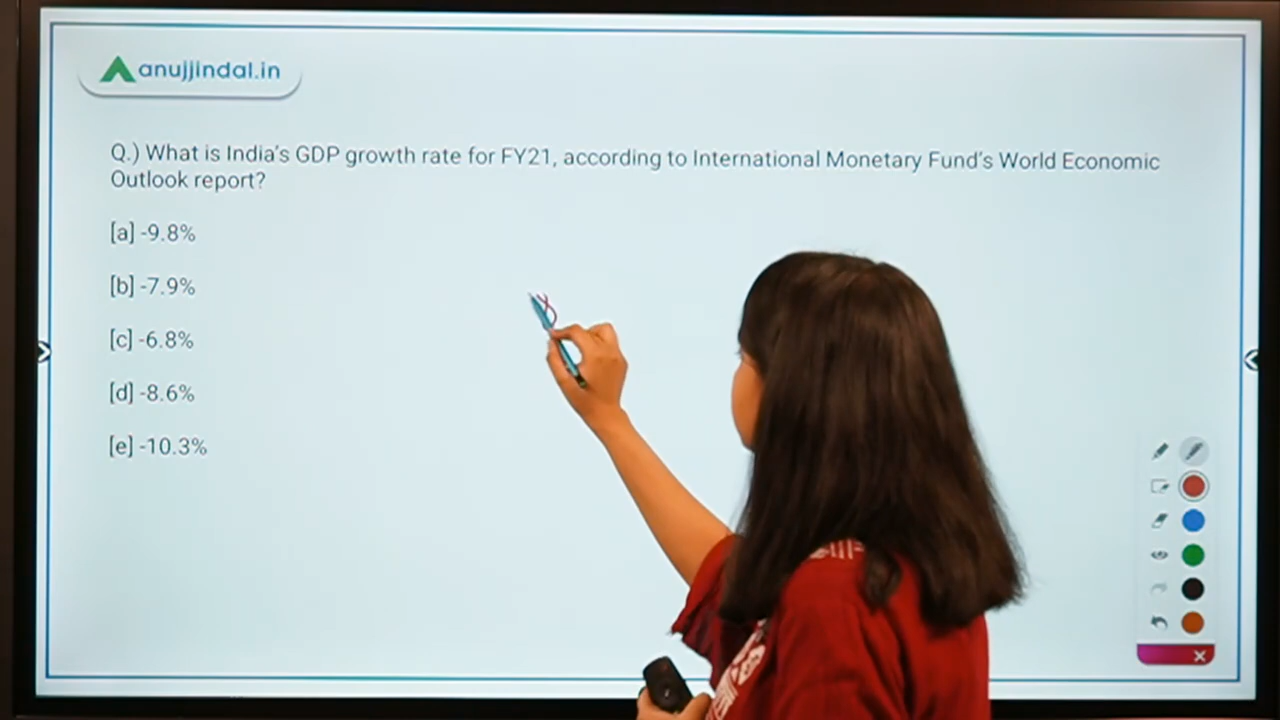 anujjindal.in
Q.) What is India's GDP growth rate for FY21, according to International Monetary Fund's World Economic
Outlook report?
[a] -9.8%
[b] -7.9%
[c] -6.8%
[d] -8.6%
[e] -10.3%